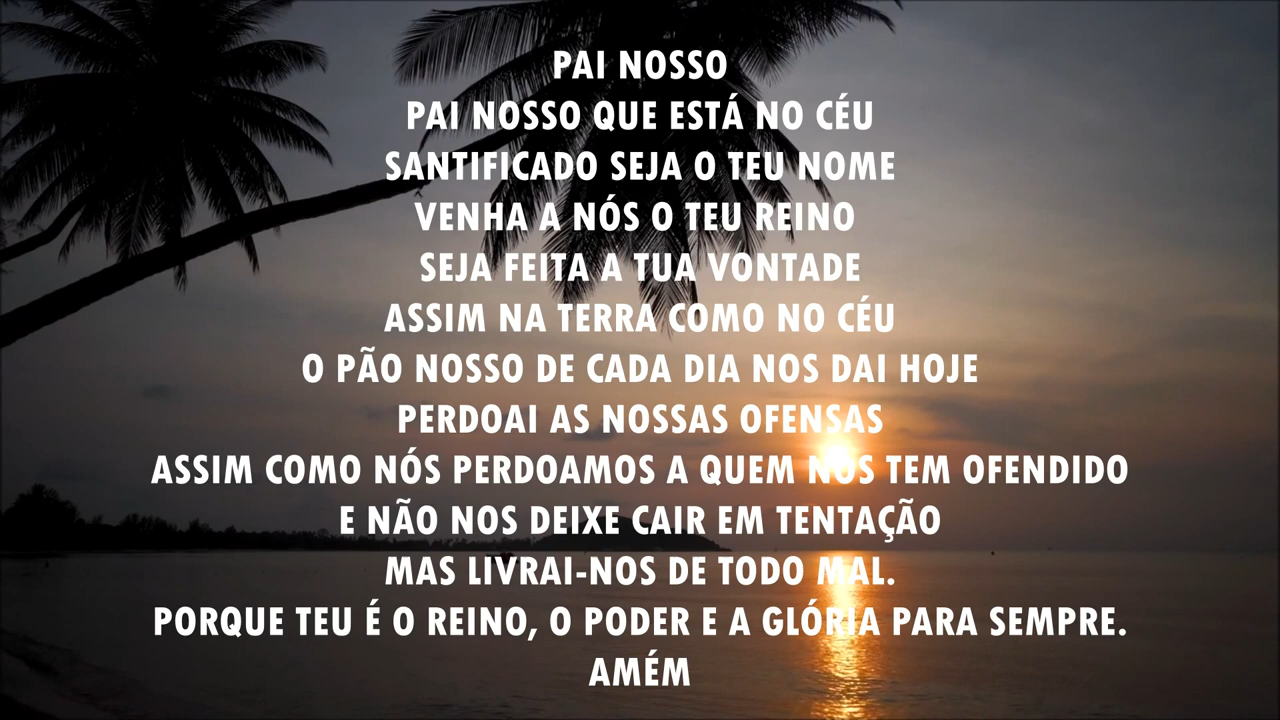 PAI NOSSO
PAI NOSSO QUE ESTÁ NO CÉU
SANTIFICADO SEJA O TEU NOME
VENHA A NÓS O TEU REINO
SEJA FEITA A TUA VONTADE
ASSIM NA TERRA COMO NO CÉU
O PÃO NOSSO DE CADA DIA NOS DAI HOJE
PERDOAI AS NOSSAS OFENSAS
ASSIM COMO NÓS PERDOAMOS A QUEM NOS TEM OFENDIDO
E NÃO NOS DEIXE CAIR EM TENTAÇÃO
MAS LIVRAI-NOS DE TODO MAL.
PORQUE TEU É O REINO, O PODER E A GLÓRIA PARA SEMPRE.
AMÉM